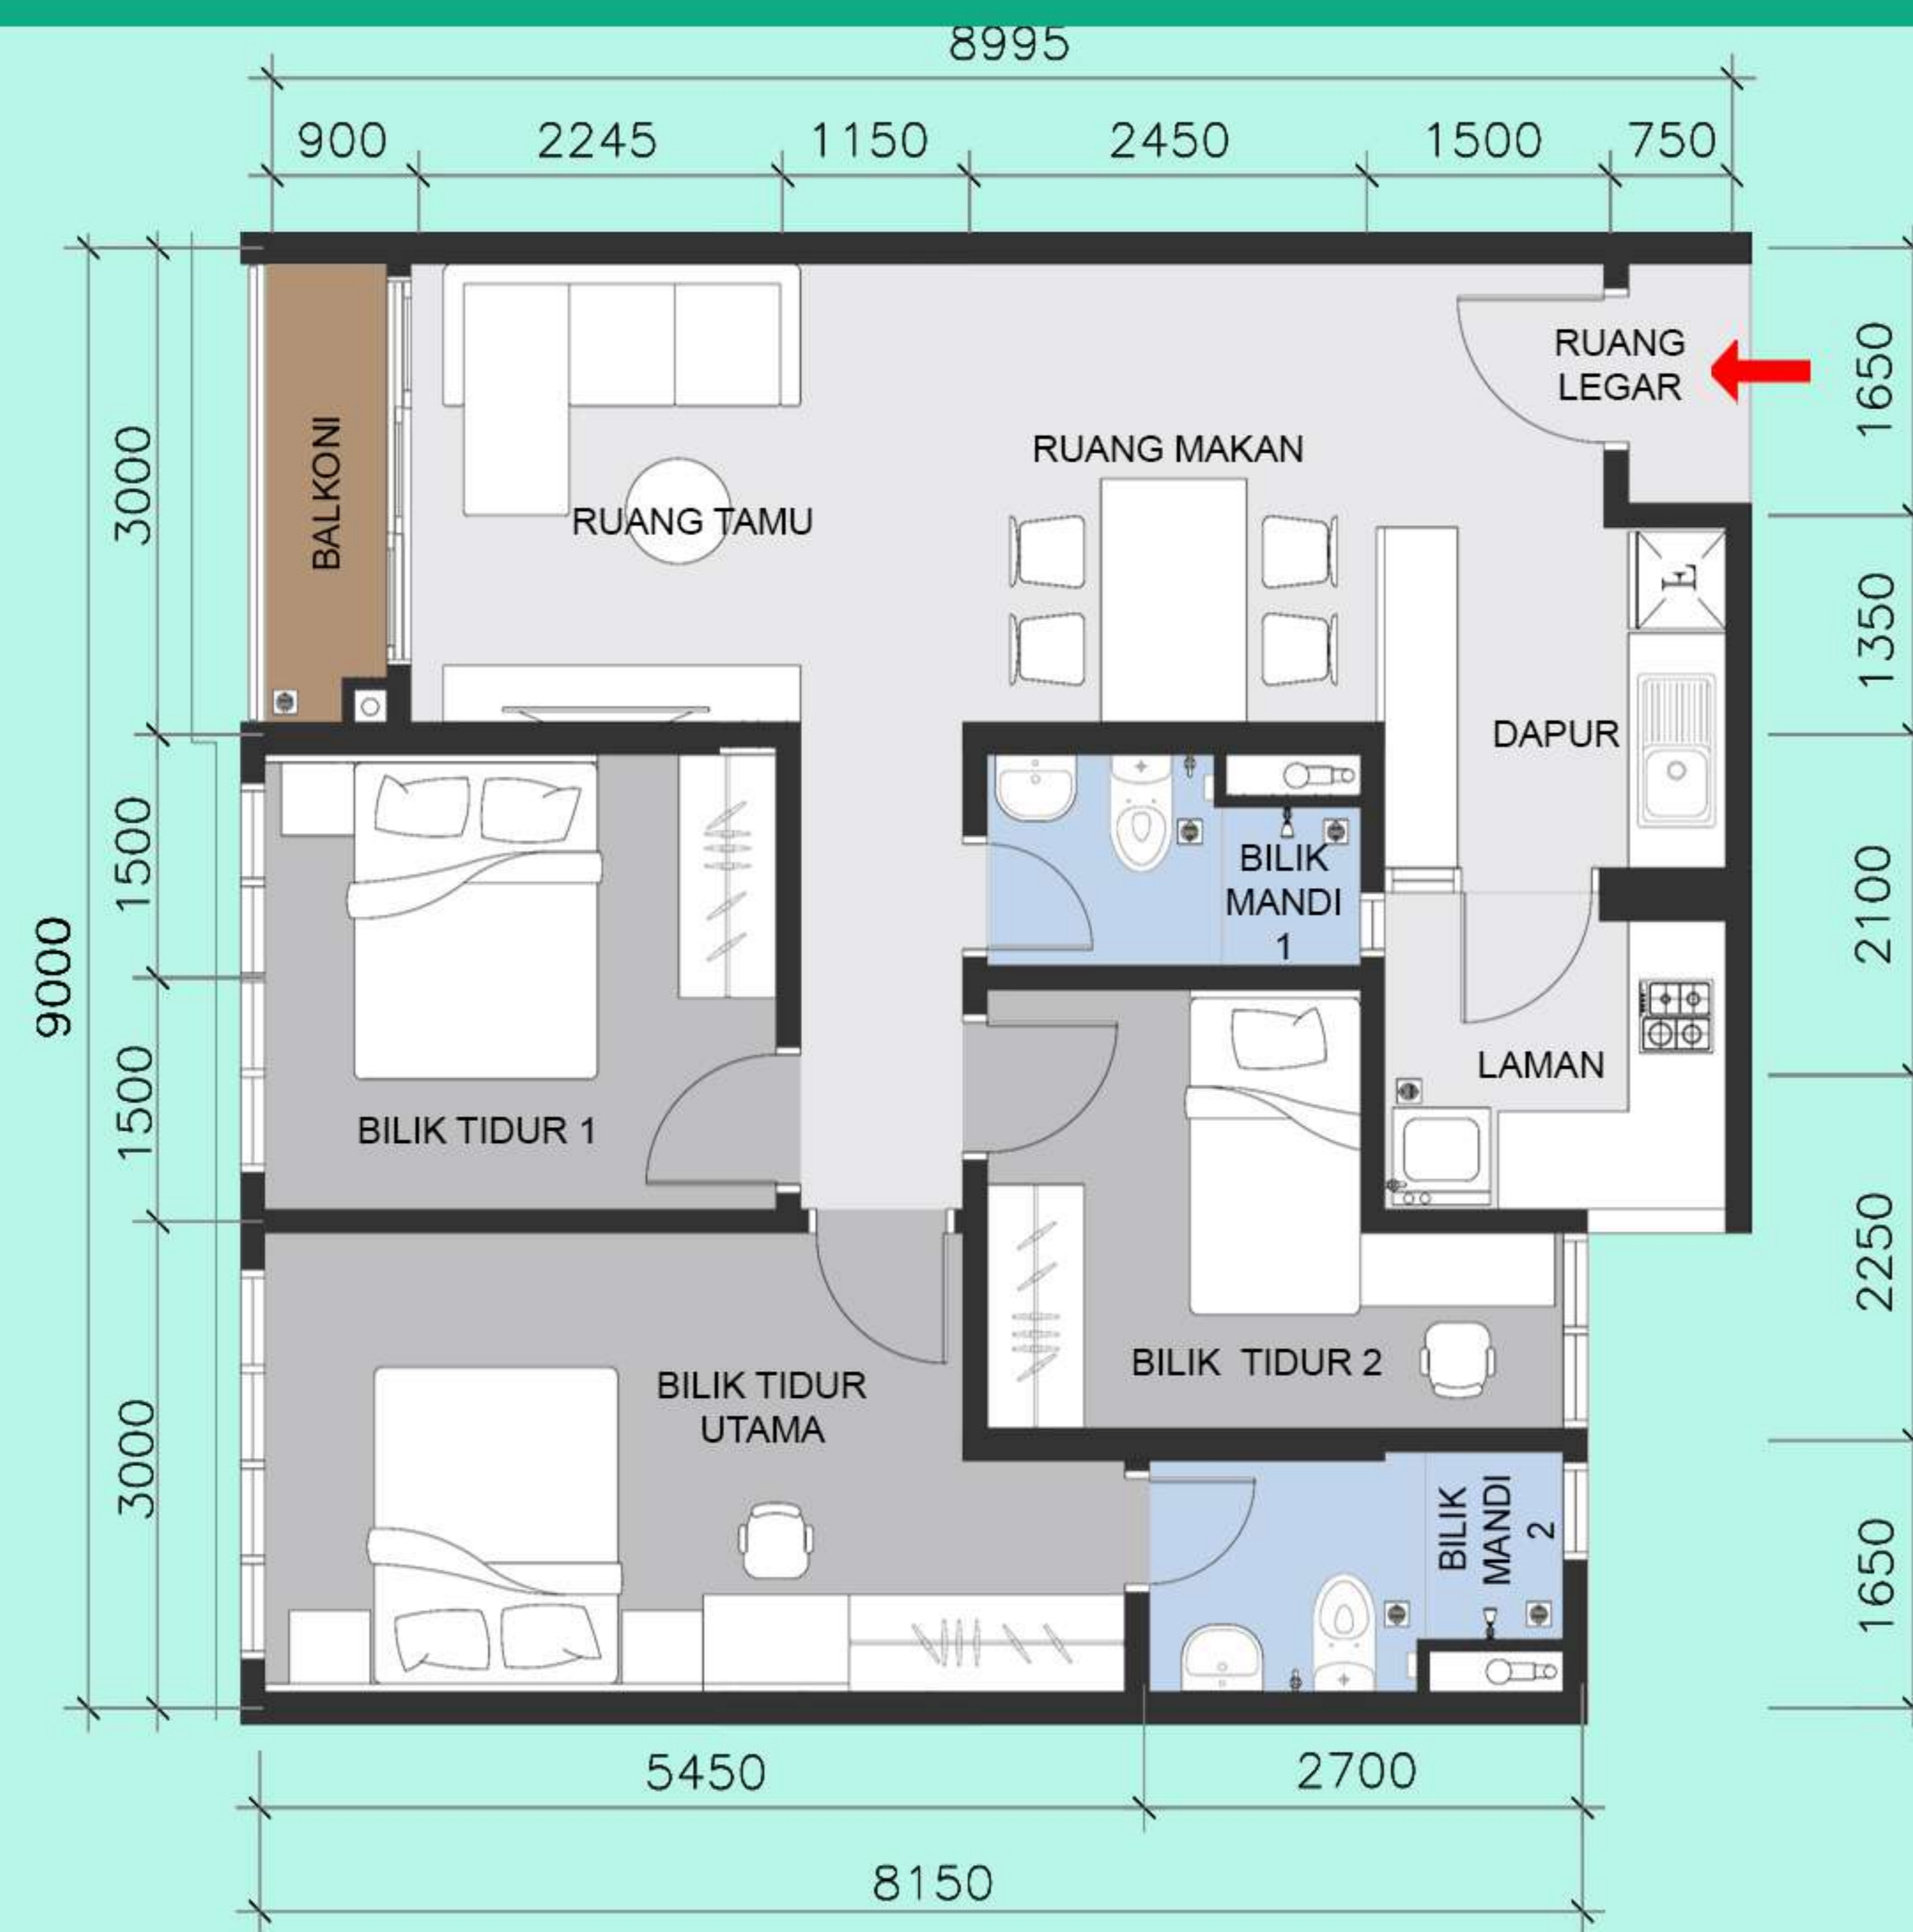 8995
900
2245
1150
2450
1500
750
RUANG
LEGAR
1650
BALKONI
3000
RUANG MAKAN
RUANG TAMU
E
1350
DAPUR
1500
BILIK
MANDI
1
2100
9000
LAMAN
1500
BILIK TIDUR 1
2250
BILIK TIDUR 2
BILIK TIDUR
UTAMA
3000
BILIK
MANDI
2
1650
5450
2700
8150